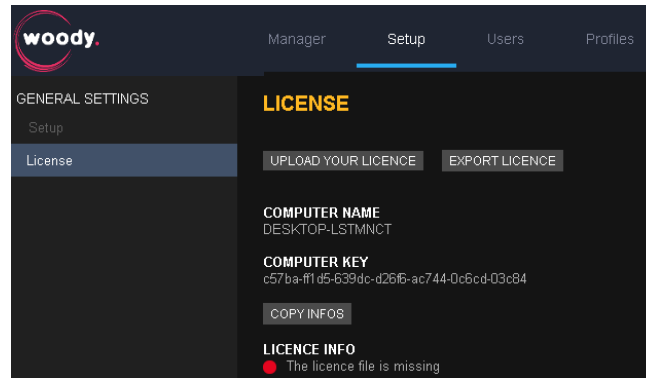 woody.
Manager Setup Users Profiles
GENERAL SETTINGS
Setup
License
LICENSE
UPLOAD YOUR LICENCE EXPORT LICENCE
COMPUTER NAME
DESKTOP-LSTMNCT
COMPUTER KEY
c57ba-ff1d5-639dc-d26f6-ac744-0c6cd-03c84
COPY INFOS
LICENCE INFO
The licence file is missing